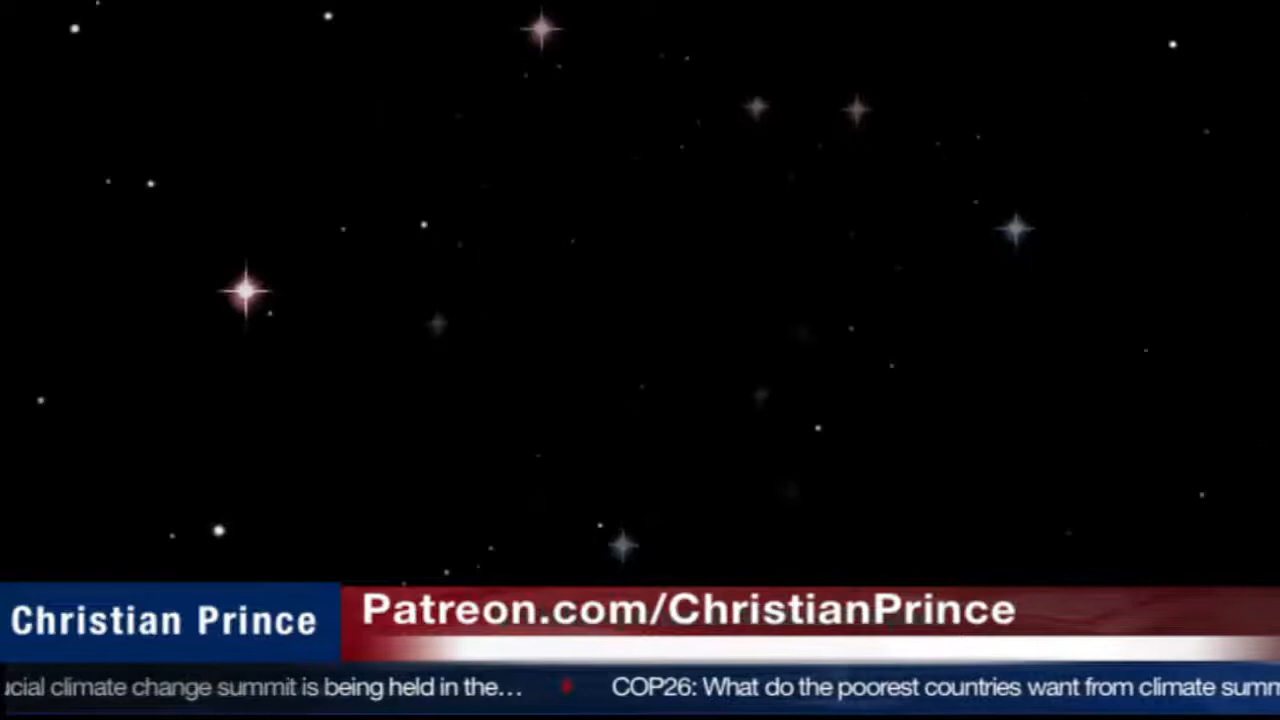 Christian Prince
Patreon.com/ChristianPrince
climate change summit is being held in the... COP26: What do the poorest countries want from climate